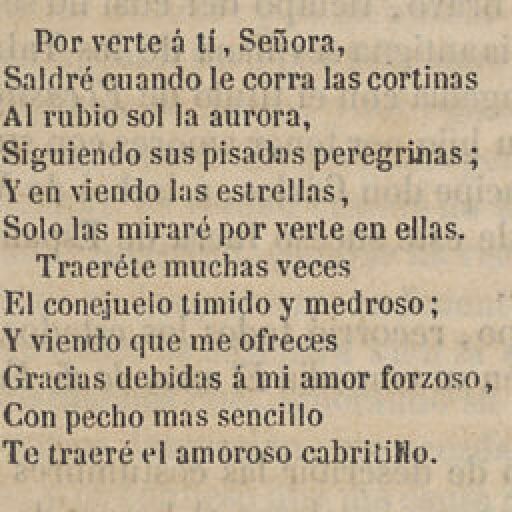 Por verte á tí, Señora,
Saldré cuando le corra las cortinas
Al rubio sol la aurora,
Siguiendo sus pisadas peregrinas;
Y en viendo las estrellas,
Solo las miraré por verte en ellas.
Traeréte muchas veces
El conejuelo tímido y medroso;
Y viendo que me ofreces
Gracias debidas á mi amor forzoso,
Con pecho mas sencillo
Te traeré el amoroso cabritillo.